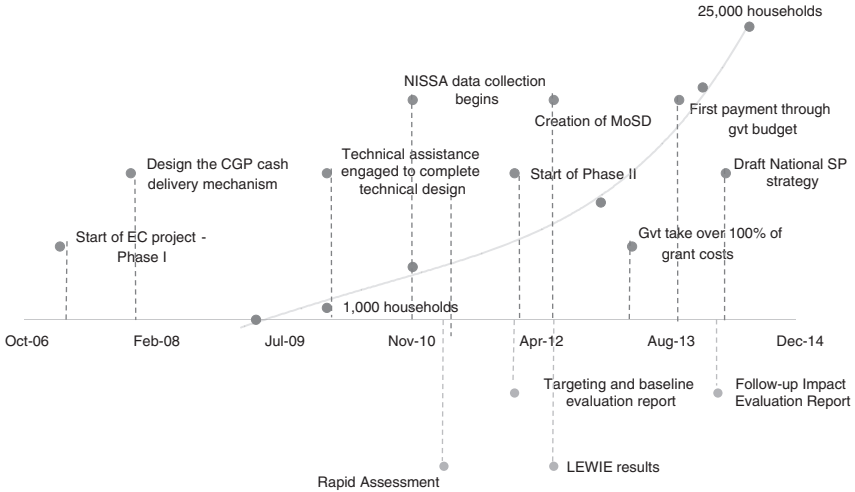 25,000 households
NISSA data collection
begins
Creation of MoSD
First payment through
gvt budget
Design the CGP cash
delivery mechanism
Technical assistance
engaged to complete
technical design
Start of Phase II
Draft National SP
strategy
Start of EC project -
Phase I
Gvt take over 100% of
grant costs
1,000 households
Oct-06
Feb-08
Jul-09
Nov-10
Apr-12
Aug-13
Dec-14
Targeting and baseline
evaluation report
Follow-up Impact
Evaluation Report
Rapid Assessment
LEWIE results